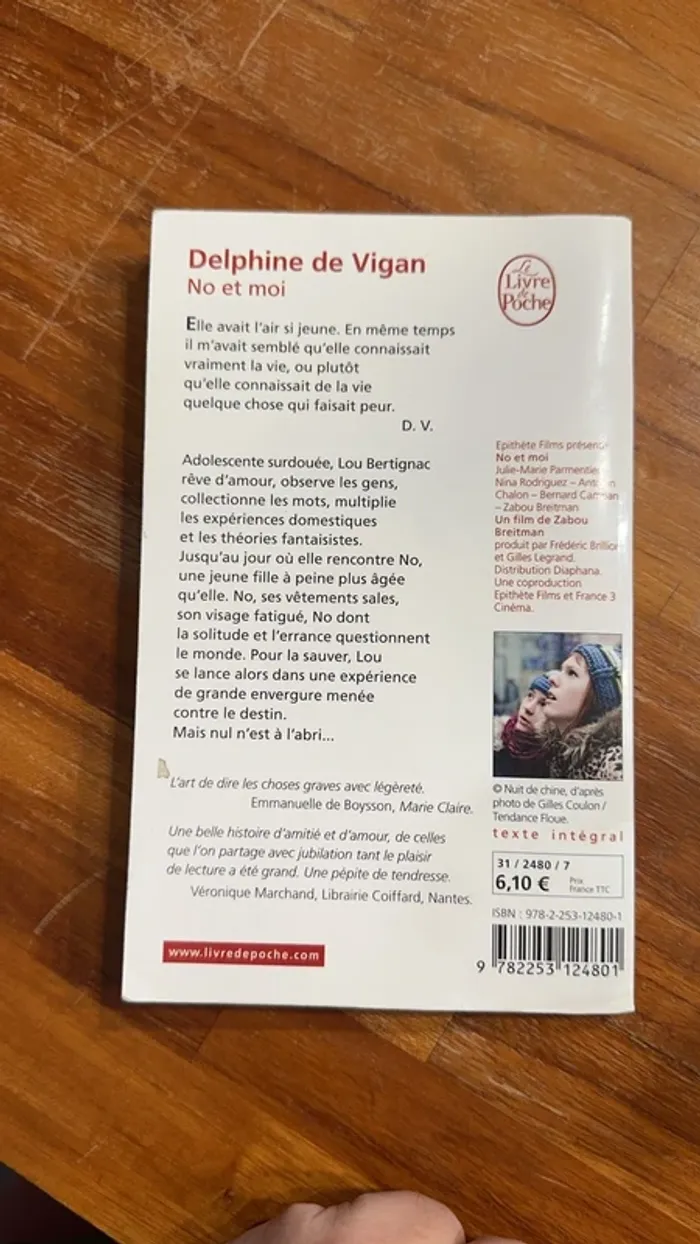 Delphine de Vigan
No et moi
Le
Livre
de
Poche
Elle avait l'air si jeune. En même temps
il m'avait semblé qu'elle connaissait
vraiment la vie, ou plutôt
qu'elle connaissait de la vie
quelque chose qui faisait peur.
D. V.
Adolescente surdouée, Lou Bertignac
rêve d'amour, observe les gens,
collectionne les mots, multiplie
les expériences domestiques
et les théories fantaisistes.
Jusqu'au jour où elle rencontre No,
une jeune fille à peine plus âgée
qu'elle. No, ses vêtements sales,
son visage fatigué, No dont
la solitude et l'errance questionnent
le monde. Pour la sauver, Lou
se lance alors dans une expérience
de grande envergure menée
contre le destin.
Mais nul n'est à l'abri...
L'art de dire les choses graves avec légèreté.
Emmanuelle de Boysson, Marie Claire.
Une belle histoire d'amitié et d'amour, de celles
que l'on partage avec jubilation tant le plaisir
de lecture a été grand. Une pépite de tendresse.
Véronique Marchand, Librairie Coiffard, Nantes.
www.livredepoche.com
Epithète Films présente
No et moi
Julie-Marie Parmentier
Nina Rodriguez – Antonin
Chalon – Bernard Campan
– Zabou Breitman
Un film de Zabou
Breitman
produit par Frédéric Brillion
et Gilles Legrand.
Distribution Diaphana.
Une coproduction
Epithète Films et France 3
Cinéma.
© Nuit de chine, d'après
photo de Gilles Coulon /
Tendance Floue.
texte intégral
31 / 2480 / 7
6,10 €
Prix
France TTC
ISBN : 978-2-253-12480-1
9 782253 124801